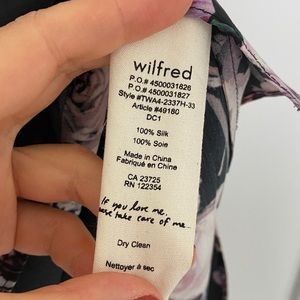 wilfred
P.O.# 4500031826
P.O.# 4500031827
Style #TWA4-2337H-33
Article #49180
DC1
100% Silk
100% Soie
Made in China
Fabriqué en Chine
CA 23725
RN 122354
If you love me,
take care of me...
Dry Clean
Nettoyer à sec